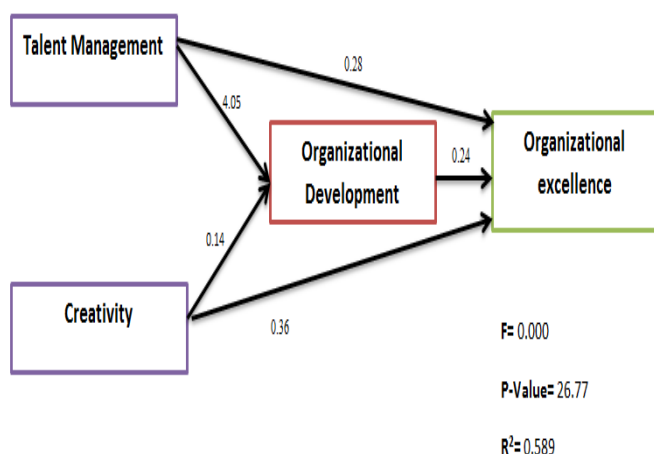 Talent Management
0.28
4.05
Organizational
Development
0.24
Organizational
excellence
0.14
Creativity
0.36
F= 0.000
P-Value= 26.77
R²= 0.589